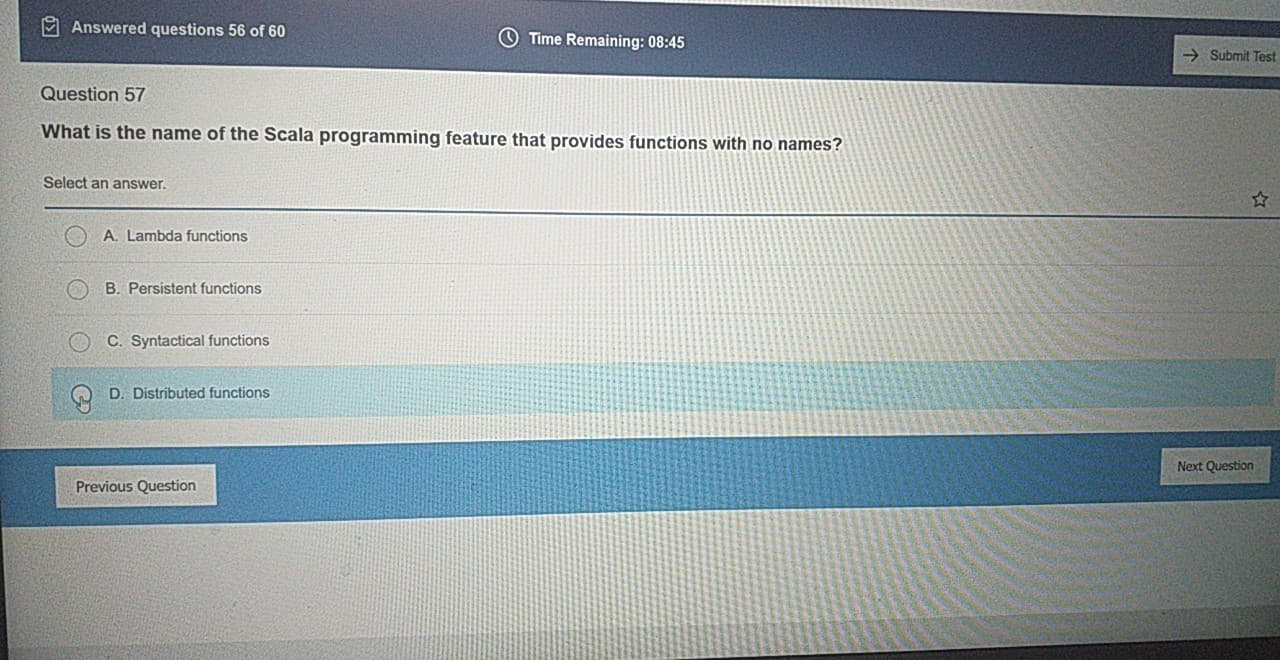 Answered questions 56 of 60
Time Remaining: 08:45
→ Submit Test
Question 57
What is the name of the Scala programming feature that provides functions with no names?
Select an answer.
A. Lambda functions
B. Persistent functions
C. Syntactical functions
D. Distributed functions
Previous Question
Next Question